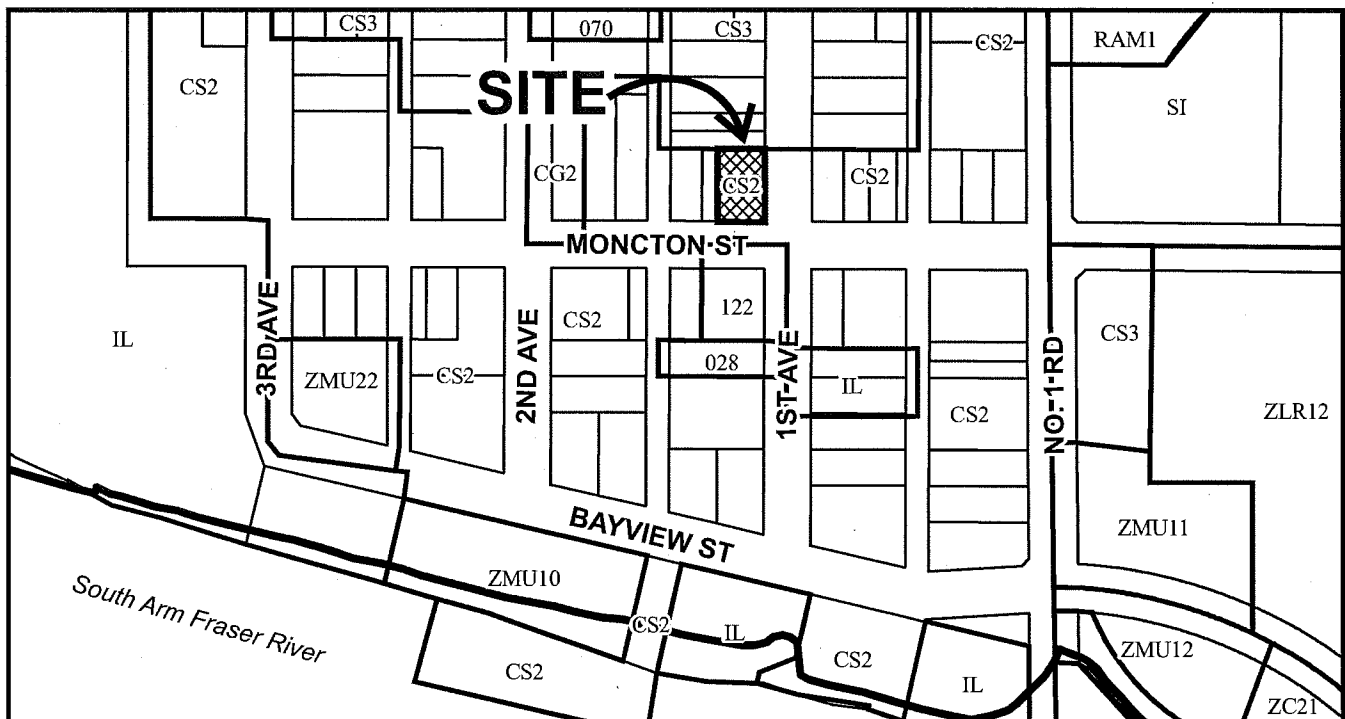 CS3
070
CS3
CS2
RAM1
CS2
SITE
SI
CG2
CS2
CS2
MONCTON ST
3RD AVE
2ND AVE
1ST AVE
NO. 1 RD
IL
CS2
122
CS3
028
ZMU22
CS2
IL
CS2
ZLR12
BAYVIEW ST
ZMU11
ZMU10
South Arm Fraser River
CS2
IL
CS2
CS2
IL
ZMU12
ZC21